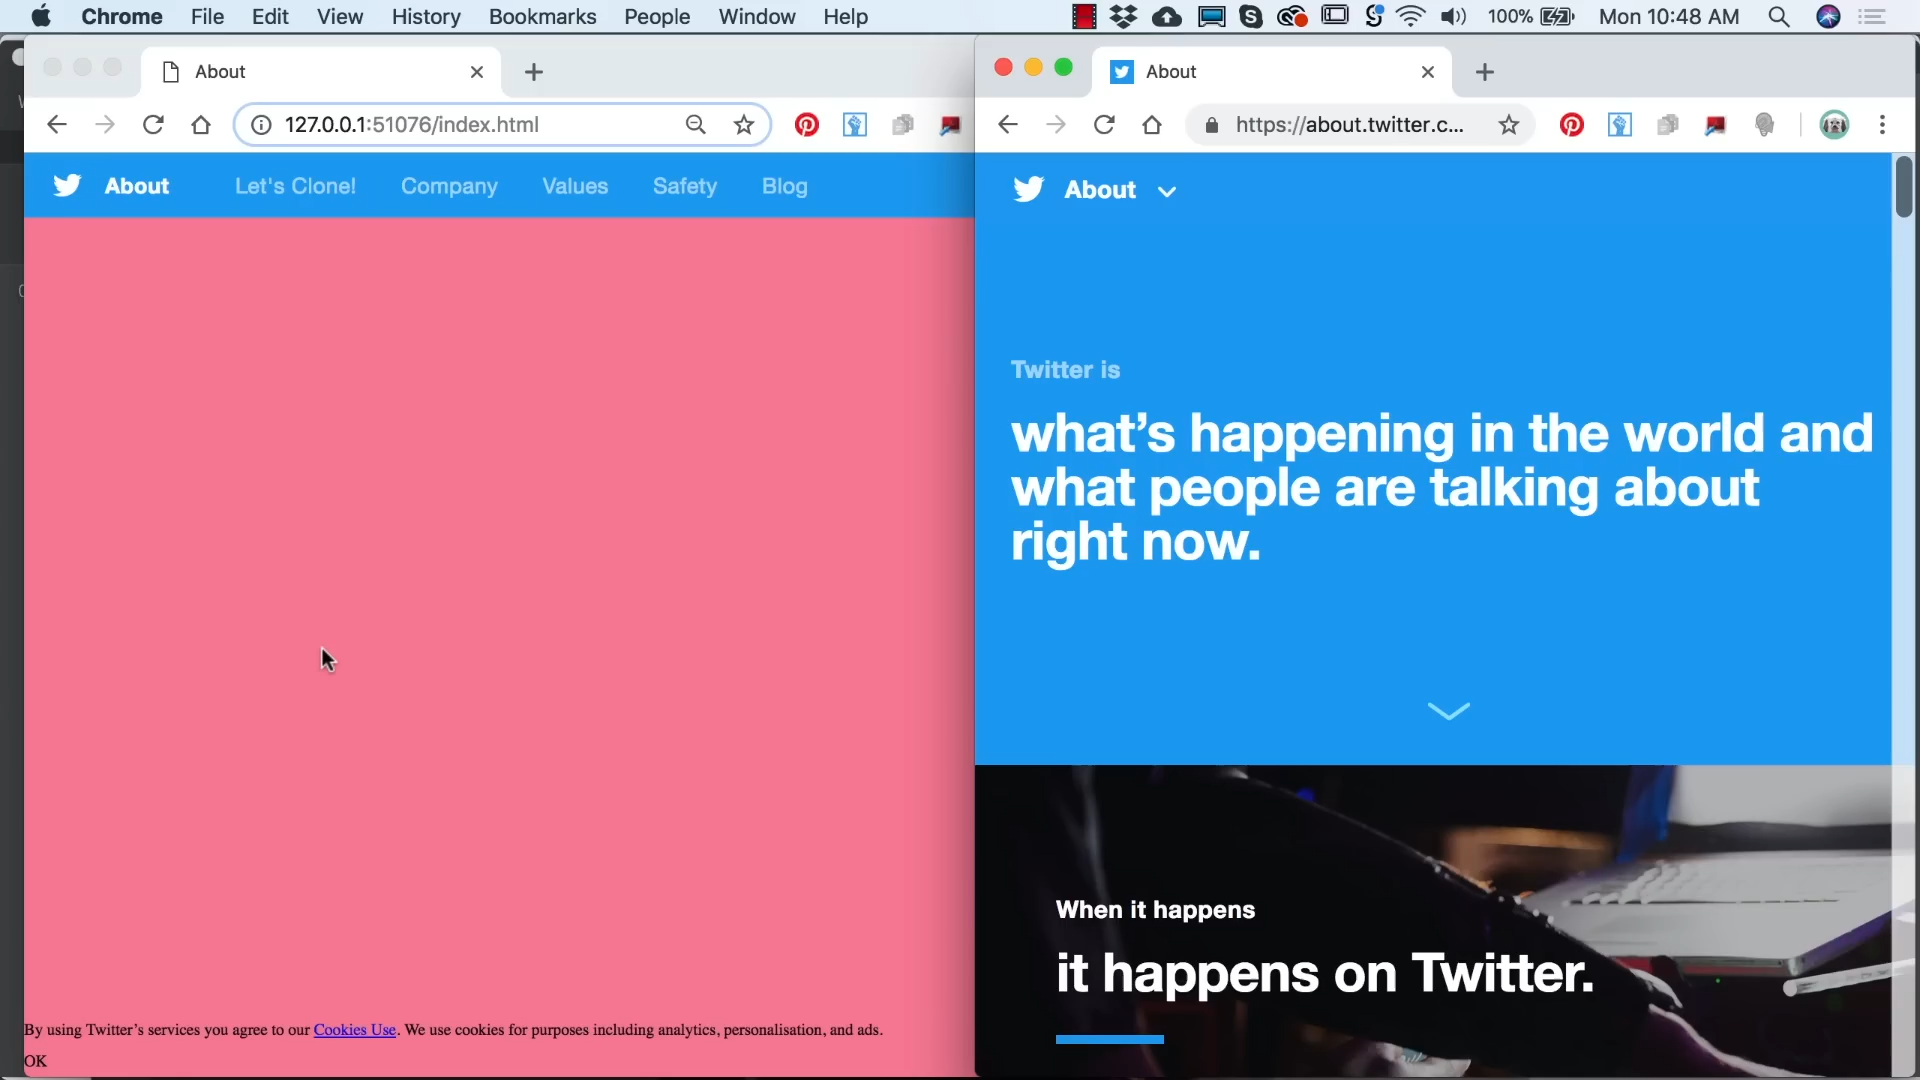 Chrome File Edit View History Bookmarks People Window Help 100% Mon 10:48 AM
About
127.0.0.1:51076/index.html
About Let's Clone! Company Values Safety Blog
By using Twitter’s services you agree to our Cookies Use. We use cookies for purposes including analytics, personalisation, and ads.
OK
About
https://about.twitter.c...
About
Twitter is
what’s happening in the world and
what people are talking about
right now.
When it happens
it happens on Twitter.